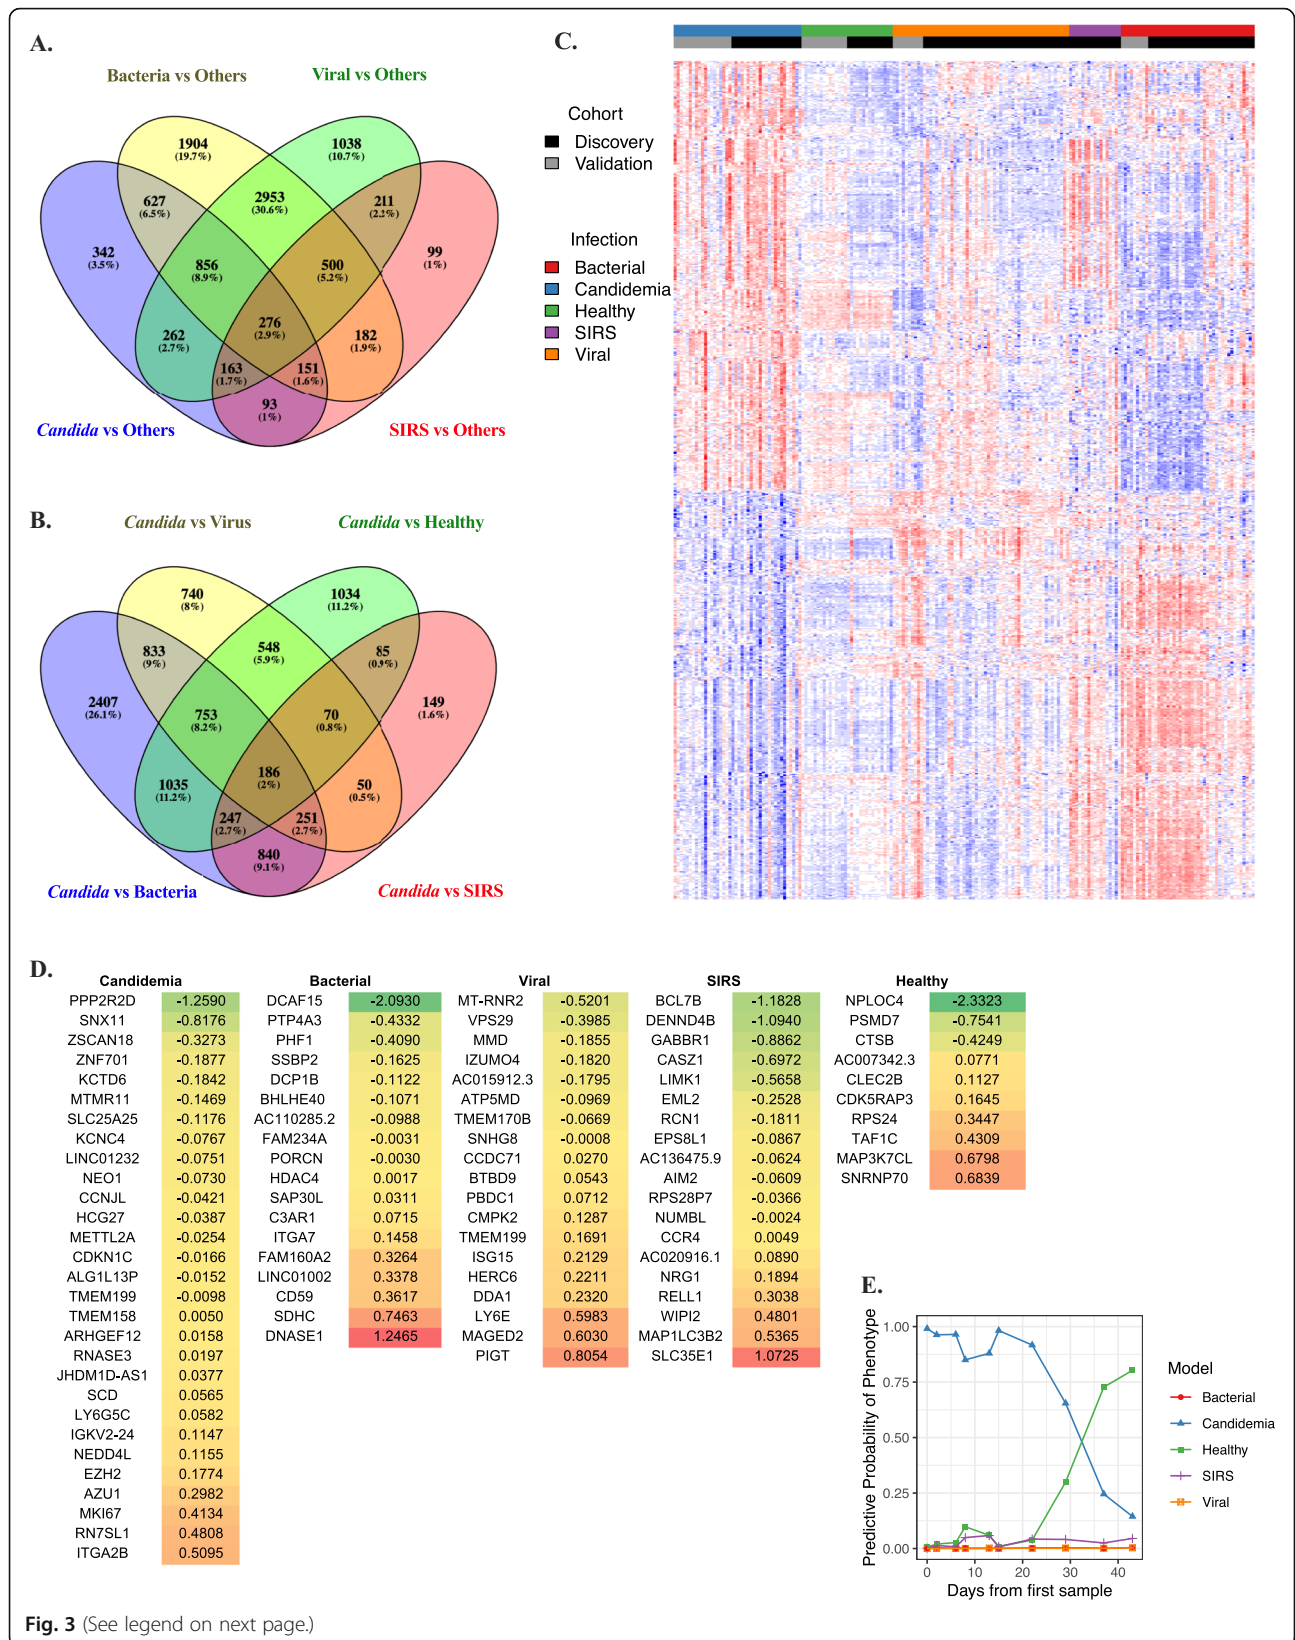 A.
Bacteria vs Others
Viral vs Others
1904
(19.7%)
1038
(10.7%)
627
(6.5%)
2953
(30.6%)
211
(2.2%)
342
(3.5%)
856
(8.9%)
500
(5.2%)
99
(1%)
276
(2.9%)
262
(2.7%)
182
(1.9%)
163
(1.7%)
151
(1.6%)
93
(1%)
Candida vs Others
SIRS vs Others
B.
Candida vs Virus
Candida vs Healthy
740
(8%)
1034
(11.2%)
833
(9%)
548
(5.9%)
85
(0.9%)
2407
(26.1%)
753
(8.2%)
70
(0.8%)
149
(1.6%)
186
(2%)
1035
(11.2%)
50
(0.5%)
247
(2.7%)
251
(2.7%)
840
(9.1%)
Candida vs Bacteria
Candida vs SIRS
C.
Cohort
Discovery
Validation
Infection
Bacterial
Candidemia
Healthy
SIRS
Viral
D.
Candidemia
PPP2R2D -1.2590
SNX11 -0.8176
ZSCAN18 -0.3273
ZNF701 -0.1877
KCTD6 -0.1842
MTMR11 -0.1469
SLC25A25 -0.1176
KCNC4 -0.0767
LINC01232 -0.0751
NEO1 -0.0730
CCNJL -0.0421
HCG27 -0.0387
METTL2A -0.0254
CDKN1C -0.0166
ALG1L13P -0.0152
TMEM199 -0.0098
TMEM158 0.0050
ARHGEF12 0.0158
RNASE3 0.0197
JHDM1D-AS1 0.0377
SCD 0.0565
LY6G5C 0.0582
IGKV2-24 0.1147
NEDD4L 0.1155
EZH2 0.1774
AZU1 0.2982
MKI67 0.4134
RN7SL1 0.4808
ITGA2B 0.5095
Bacterial
DCAF15 -2.0930
PTP4A3 -0.4332
PHF1 -0.4090
SSBP2 -0.1625
DCP1B -0.1122
BHLHE40 -0.1071
AC110285.2 -0.0988
FAM234A -0.0031
PORCN -0.0030
HDAC4 0.0017
SAP30L 0.0311
C3AR1 0.0715
ITGA7 0.1458
FAM160A2 0.3264
LINC01002 0.3378
CD59 0.3617
SDHC 0.7463
DNASE1 1.2465
Viral
MT-RNR2 -0.5201
VPS29 -0.3985
MMD -0.1855
IZUMO4 -0.1820
AC015912.3 -0.1795
ATP5MD -0.0969
TMEM170B -0.0669
SNHG8 -0.0008
CCDC71 0.0270
BTBD9 0.0543
PBDC1 0.0712
CMPK2 0.1287
TMEM199 0.1691
ISG15 0.2129
HERC6 0.2211
DDA1 0.2320
LY6E 0.5983
MAGED2 0.6030
PIGT 0.8054
SIRS
BCL7B -1.1828
DENND4B -1.0940
GABBR1 -0.8862
CASZ1 -0.6972
LIMK1 -0.5658
EML2 -0.2528
RCN1 -0.1811
EPS8L1 -0.0867
AC136475.9 -0.0624
AIM2 -0.0609
RPS28P7 -0.0366
NUMBL -0.0024
CCR4 0.0049
AC020916.1 0.0890
NRG1 0.1894
RELL1 0.3038
WIPI2 0.4801
MAP1LC3B2 0.5365
SLC35E1 1.0725
Healthy
NPLOC4 -2.3323
PSMD7 -0.7541
CTSB -0.4249
AC007342.3 0.0771
CLEC2B 0.1127
CDK5RAP3 0.1645
RPS24 0.3447
TAF1C 0.4309
MAP3K7CL 0.6798
SNRNP70 0.6839
E.
Predictive Probability of Phenotype
1.00
0.75
0.50
0.25
0.00
0 10 20 30 40
Days from first sample
Model
Bacterial
Candidemia
Healthy
SIRS
Viral
Fig. 3 (See legend on next page.)